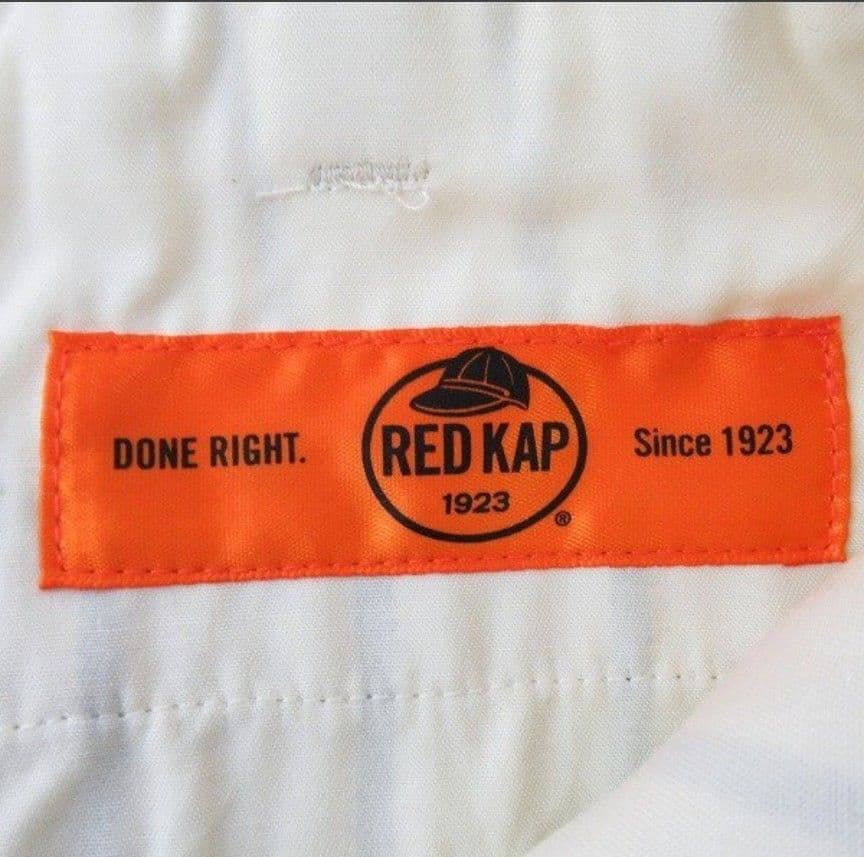 DONE RIGHT.
RED KAP
1923
®
Since 1923